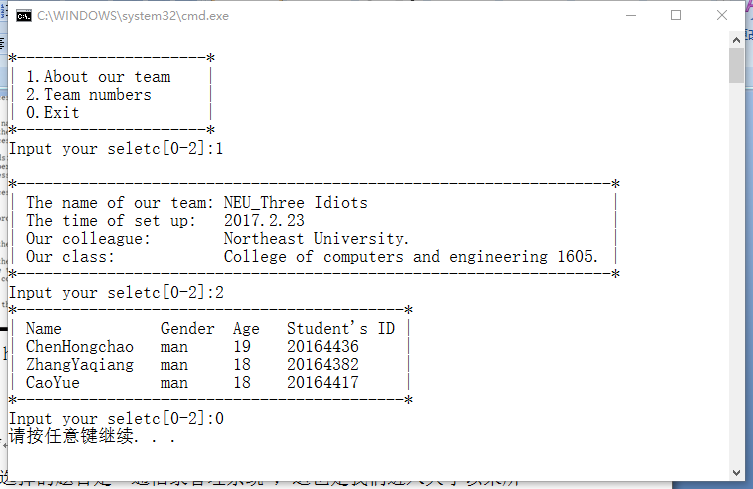 C:\WINDOWS\system32\cmd.exe
*---------------------*
| 1.About our team    |
| 2.Team numbers      |
| 0.Exit              |
*---------------------*
Input your seletc[0-2]:1
*------------------------------------------------------------------*
| The name of our team: NEU_Three Idiots                           |
| The time of set up:   2017.2.23                                  |
| Our colleague:        Northeast University.                      |
| Our class:            College of computers and engineering 1605. |
*------------------------------------------------------------------*
Input your seletc[0-2]:2
*-------------------------------------------*
| Name           Gender  Age   Student's ID |
| ChenHongchao   man     19    20164436     |
| ZhangYaqiang   man     18    20164382     |
| CaoYue         man     18    20164417     |
*-------------------------------------------*
Input your seletc[0-2]:0
请按任意键继续. . .